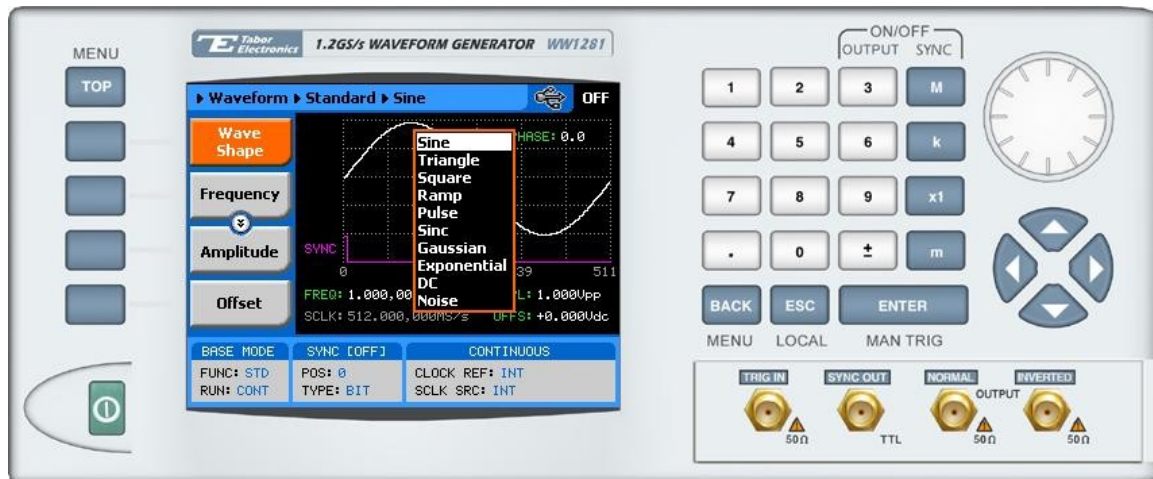 MENU
TOP
TE Tabor Electronics 1.2GS/s WAVEFORM GENERATOR WW1281
Waveform Standard Sine OFF
Wave Shape
Frequency
Amplitude
Offset
PHASE: 0.0
Sine
Triangle
Square
Ramp
Pulse
Sinc
Gaussian
Exponential
DC
Noise
SYNC
0 39 511
FREQ: 1.000,00 L: 1.000Vpp
SCLK: 512.000,000MS/s OFFS: +0.000Vdc
BASE MODE SYNC [OFF] CONTINUOUS
FUNC: STD POS: 0 CLOCK REF: INT
RUN: CONT TYPE: BIT SCLK SRC: INT
ON/OFF
OUTPUT SYNC
1 2 3 M
4 5 6 k
7 8 9 x1
. 0 ± m
BACK ESC ENTER
MENU LOCAL MAN TRIG
TRIG IN SYNC OUT NORMAL INVERTED
OUTPUT
50Ω TTL 50Ω 50Ω